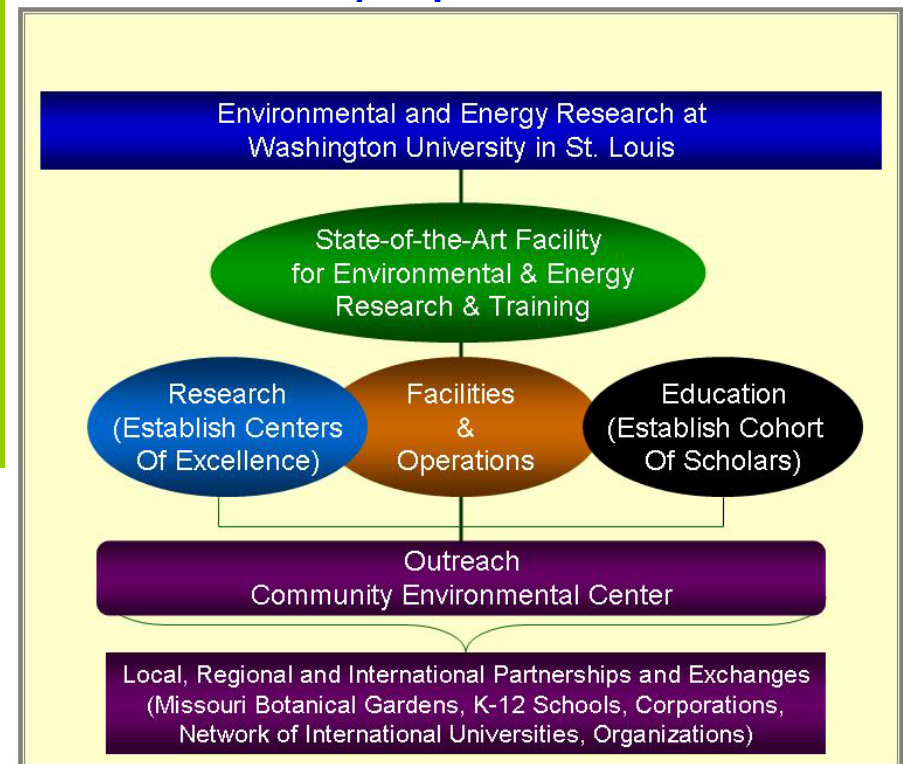 Environmental and Energy Research at
Washington University in St. Louis
State-of-the-Art Facility
for Environmental & Energy
Research & Training
Research
(Establish Centers
Of Excellence)
Facilities
&
Operations
Education
(Establish Cohort
Of Scholars)
Outreach
Community Environmental Center
Local, Regional and International Partnerships and Exchanges
(Missouri Botanical Gardens, K-12 Schools, Corporations,
Network of International Universities, Organizations)